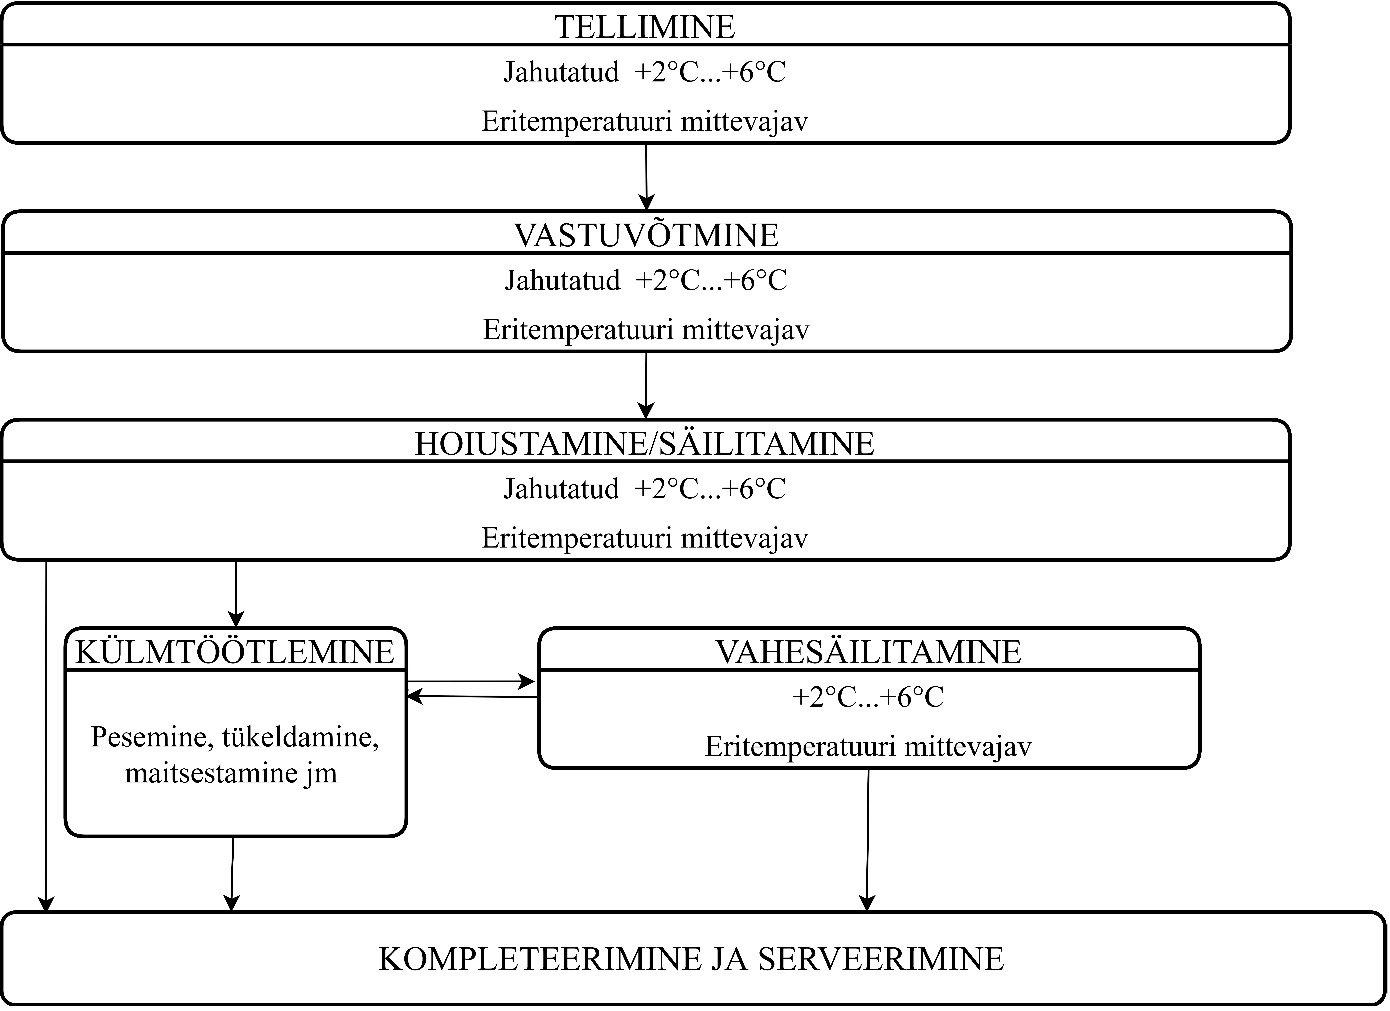 TELLIMINE
Jahutatud +2°C...+6°C
Eritemperatuuri mittevajav
VASTUVÕTMINE
Jahutatud +2°C...+6°C
Eritemperatuuri mittevajav
HOIUSTAMINE/SÄILITAMINE
Jahutatud +2°C...+6°C
Eritemperatuuri mittevajav
KÜLMTÖÖTLEMINE
Pesemine, tükeldamine,
maitsestamine jm
VAHESÄILITAMINE
+2°C...+6°C
Eritemperatuuri mittevajav
KOMPLETEERIMINE JA SERVEERIMINE